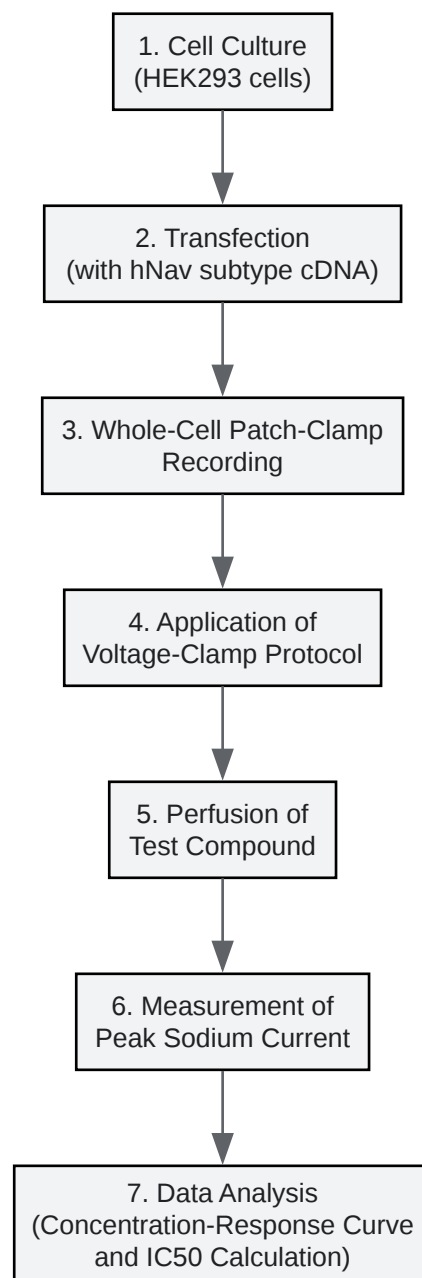 1. Cell Culture
(HEK293 cells)
2. Transfection
(with hNav subtype cDNA)
3. Whole-Cell Patch-Clamp
Recording
4. Application of
Voltage-Clamp Protocol
5. Perfusion of
Test Compound
6. Measurement of
Peak Sodium Current
7. Data Analysis
(Concentration-Response Curve
and IC50 Calculation)